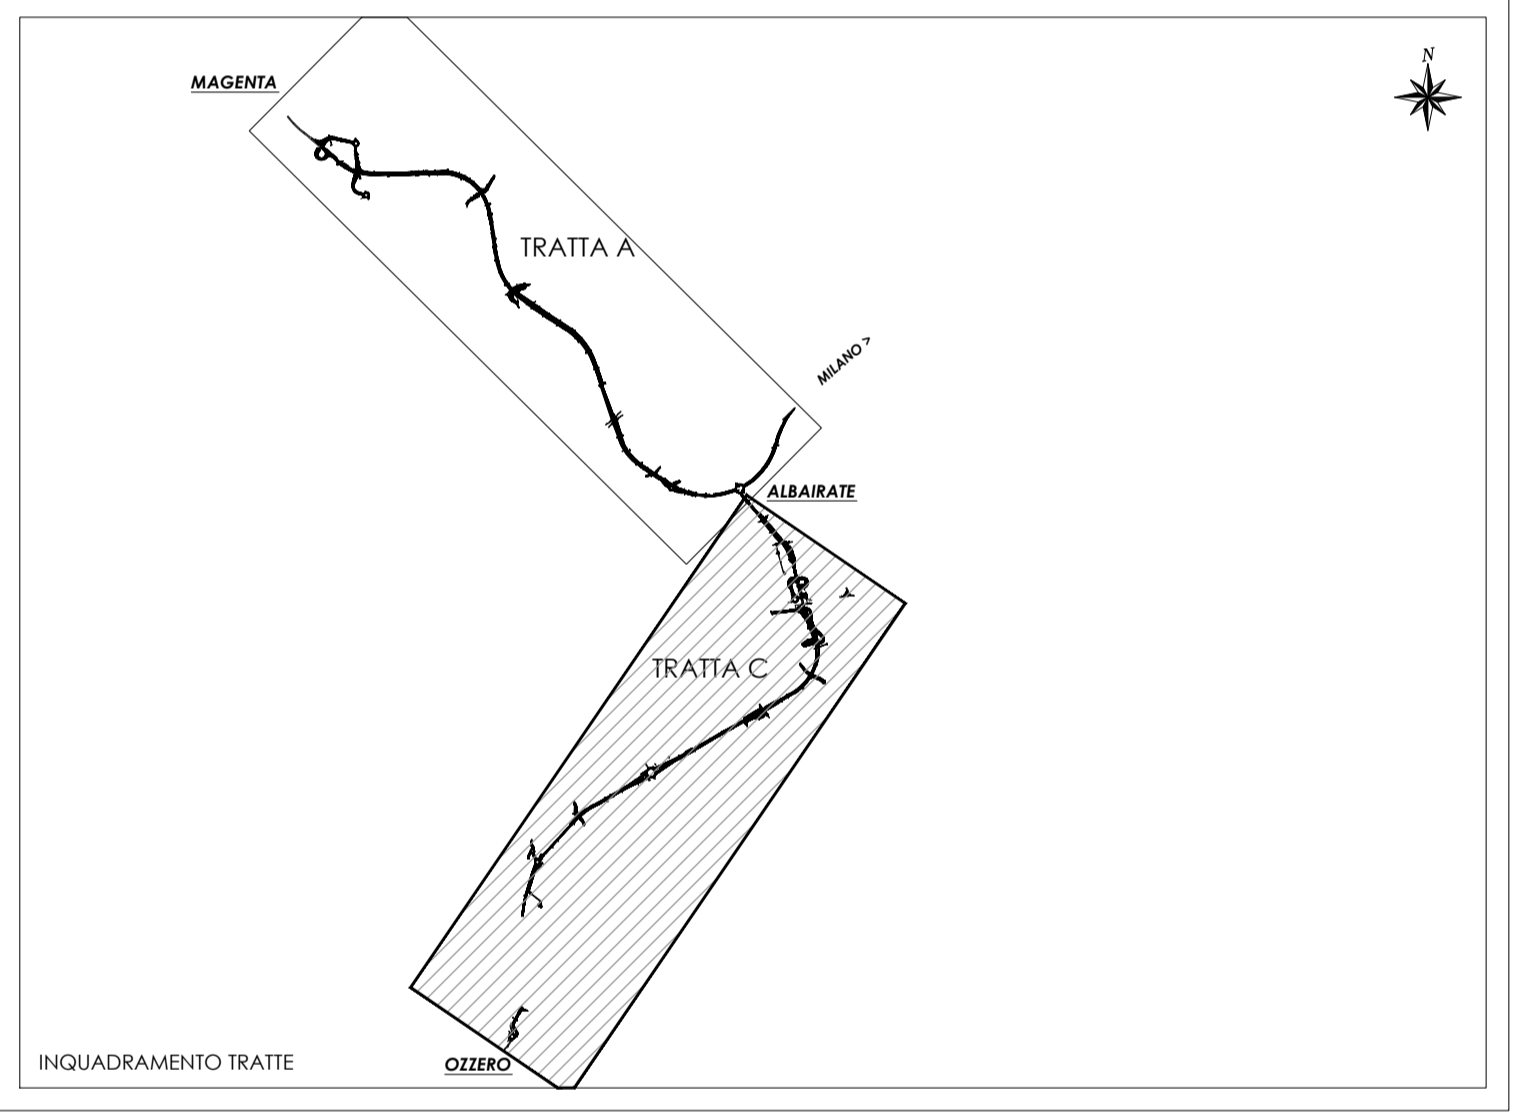 N
MAGENTA
TRATTA A
MILANO >
ALBAIRATE
TRATTA C
INQUADRAMENTO TRATTE
OZZERO